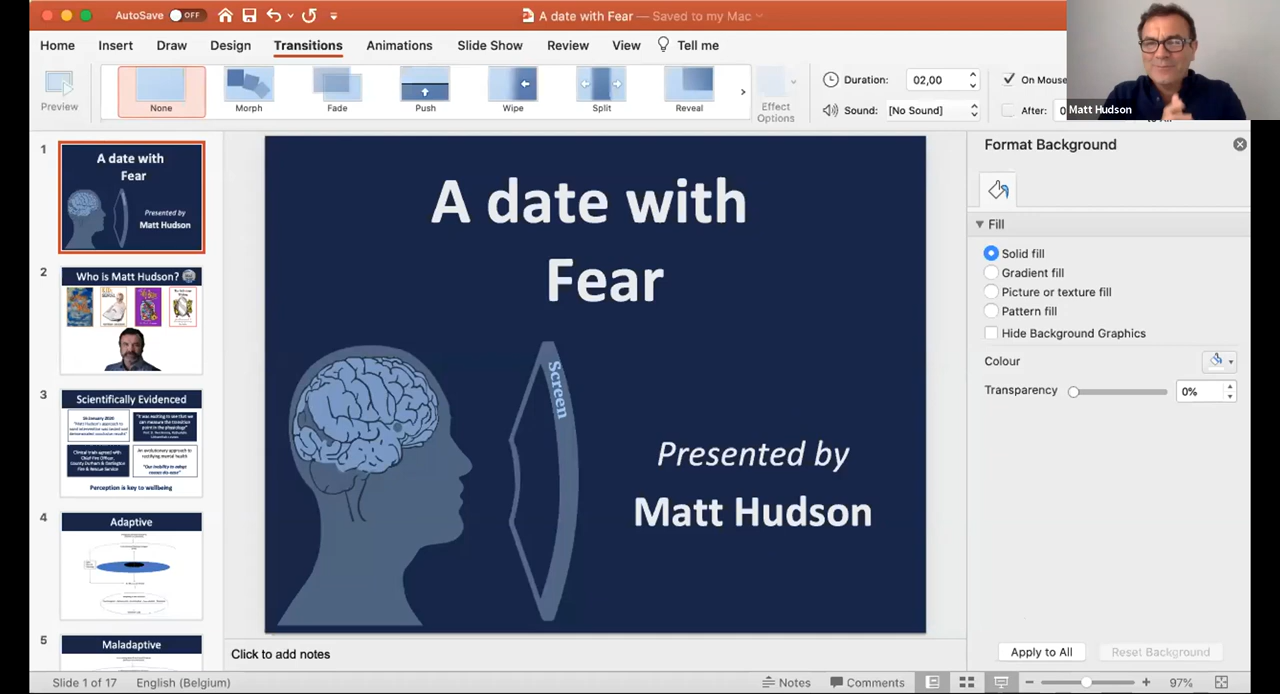 AutoSave OFF
A date with Fear — Saved to my Mac
Home Insert Draw Design Transitions Animations Slide Show Review View Tell me
Preview
None Morph Fade Push Wipe Split Reveal
Effect
Options
Duration: 02,00
Sound: [No Sound]
On Mous
After: 0
Matt Hudson
1
A date with
Fear
Presented by
Matt Hudson
2
Who is Matt Hudson?
3
Scientifically Evidenced
Perception is key to wellbeing
4
Adaptive
5
Maladaptive
A date with
Fear
Screen
Presented by
Matt Hudson
Click to add notes
Format Background
Fill
Solid fill
Gradient fill
Picture or texture fill
Pattern fill
Hide Background Graphics
Colour
Transparency 0%
Apply to All Reset Background
Slide 1 of 17 English (Belgium) Notes Comments 97%